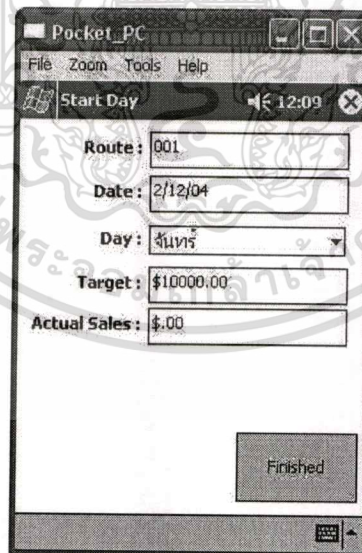 Pocket_PC
File Zoom Tools Help
Start Day 12:09
Route: 001
Date: 2/12/04
Day: จันทร์
Target: $10000.00
Actual Sales: $.00
Finished